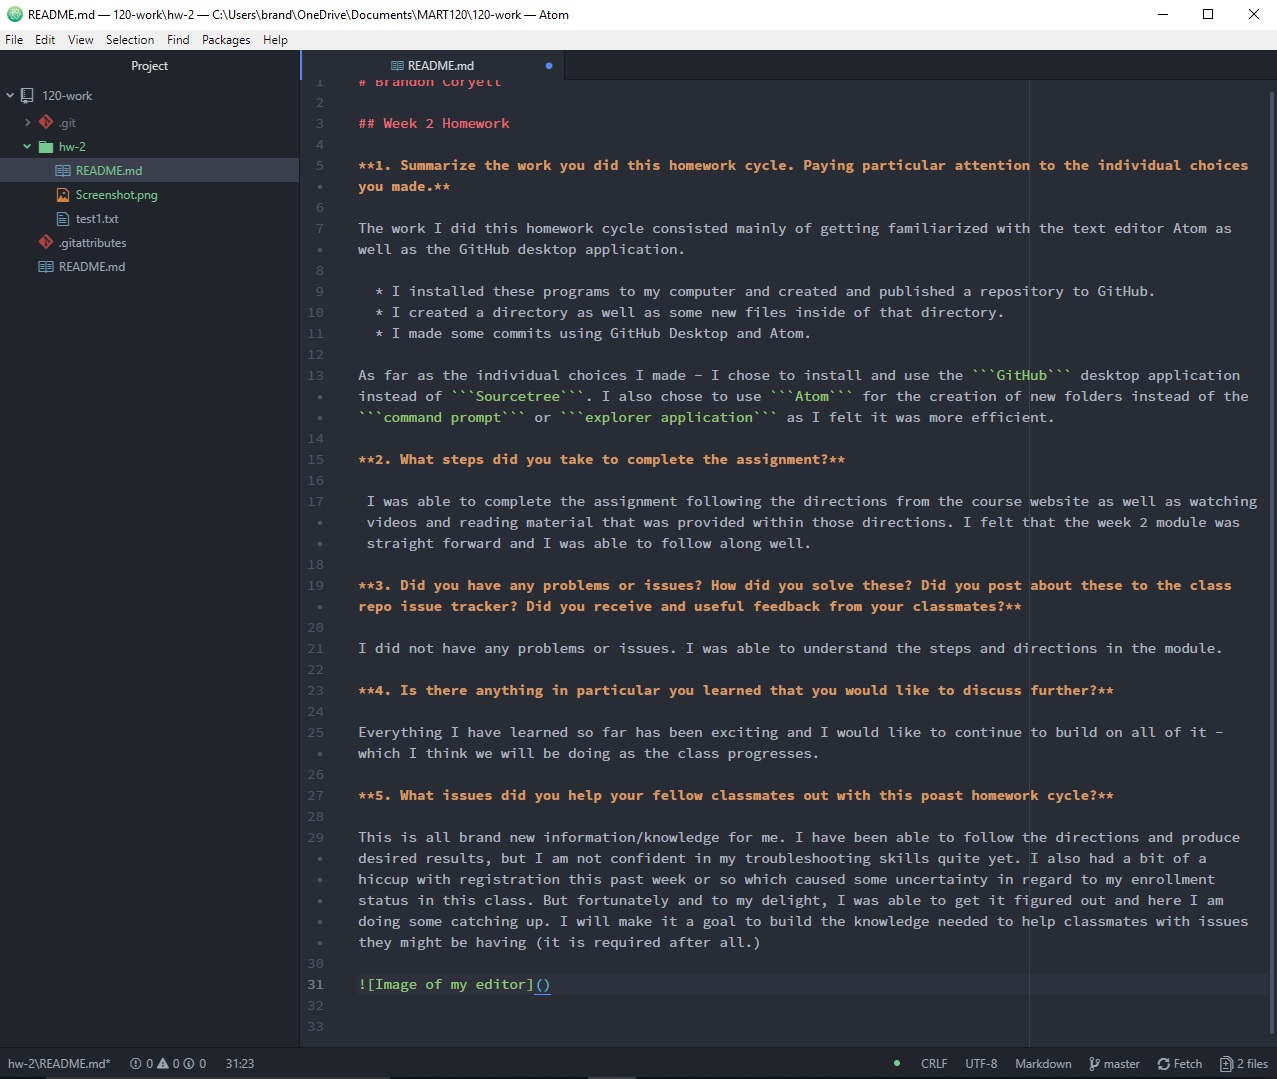 README.md — 120-work\hw-2 — C:\Users\brand\OneDrive\Documents\MART120\120-work — Atom
File Edit View Selection Find Packages Help
Project
README.md
120-work
.git
hw-2
README.md
Screenshot.png
test1.txt
.gitattributes
README.md
1 # Brandon Coryell
2
3 ## Week 2 Homework
4
5 **1. Summarize the work you did this homework cycle. Paying particular attention to the individual choices
• you made.**
6
7 The work I did this homework cycle consisted mainly of getting familiarized with the text editor Atom as
• well as the GitHub desktop application.
8
9 * I installed these programs to my computer and created and published a repository to GitHub.
10 * I created a directory as well as some new files inside of that directory.
11 * I made some commits using GitHub Desktop and Atom.
12
13 As far as the individual choices I made – I chose to install and use the ```GitHub``` desktop application
• instead of ```Sourcetree```. I also chose to use ```Atom``` for the creation of new folders instead of the
• ```command prompt``` or ```explorer application``` as I felt it was more efficient.
14
15 **2. What steps did you take to complete the assignment?**
16
17 I was able to complete the assignment following the directions from the course website as well as watching
• videos and reading material that was provided within those directions. I felt that the week 2 module was
• straight forward and I was able to follow along well.
18
19 **3. Did you have any problems or issues? How did you solve these? Did you post about these to the class
• repo issue tracker? Did you receive and useful feedback from your classmates?**
20
21 I did not have any problems or issues. I was able to understand the steps and directions in the module.
22
23 **4. Is there anything in particular you learned that you would like to discuss further?**
24
25 Everything I have learned so far has been exciting and I would like to continue to build on all of it –
• which I think we will be doing as the class progresses.
26
27 **5. What issues did you help your fellow classmates out with this poast homework cycle?**
28
29 This is all brand new information/knowledge for me. I have been able to follow the directions and produce
• desired results, but I am not confident in my troubleshooting skills quite yet. I also had a bit of a
• hiccup with registration this past week or so which caused some uncertainty in regard to my enrollment
• status in this class. But fortunately and to my delight, I was able to get it figured out and here I am
• doing some catching up. I will make it a goal to build the knowledge needed to help classmates with issues
• they might be having (it is required after all.)
30
31 ![Image of my editor]()
32
33
hw-2\README.md* 0 0 0 31:23 CRLF UTF-8 Markdown master Fetch 2 files